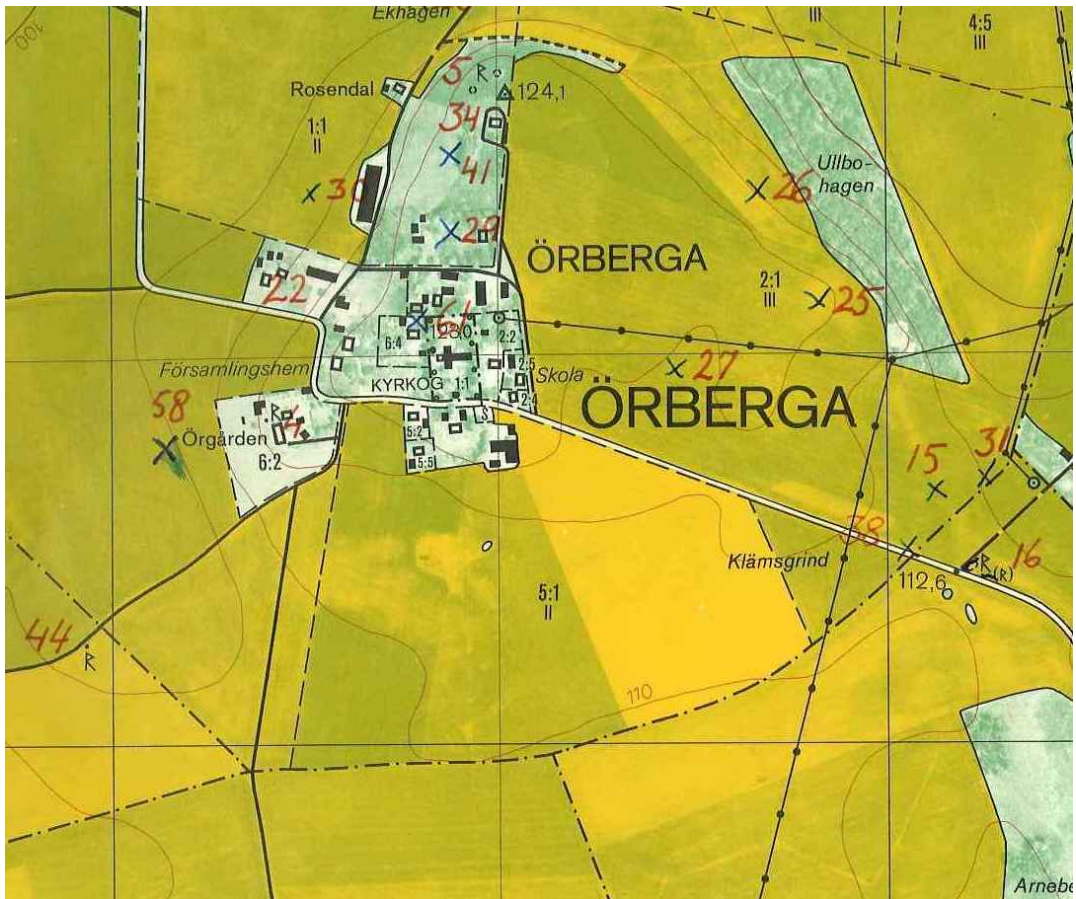 Ekhagen
III
4:5
III
100
5
R
124,1
Rosendal
34
1:1
II
41
30
Ullbo-
hagen
26
29
ÖRBERGA
2:1
III
25
22
61
6:4
2:2
Församlingshem
KYRKOG
1:1
2:5
Skola
2:4
27
ÖRBERGA
58
R
4
Örgården
6:2
5:2
S
5:5
15
31
38
Klämsgrind
R
(R)
16
112,6
5:1
II
44
R
110